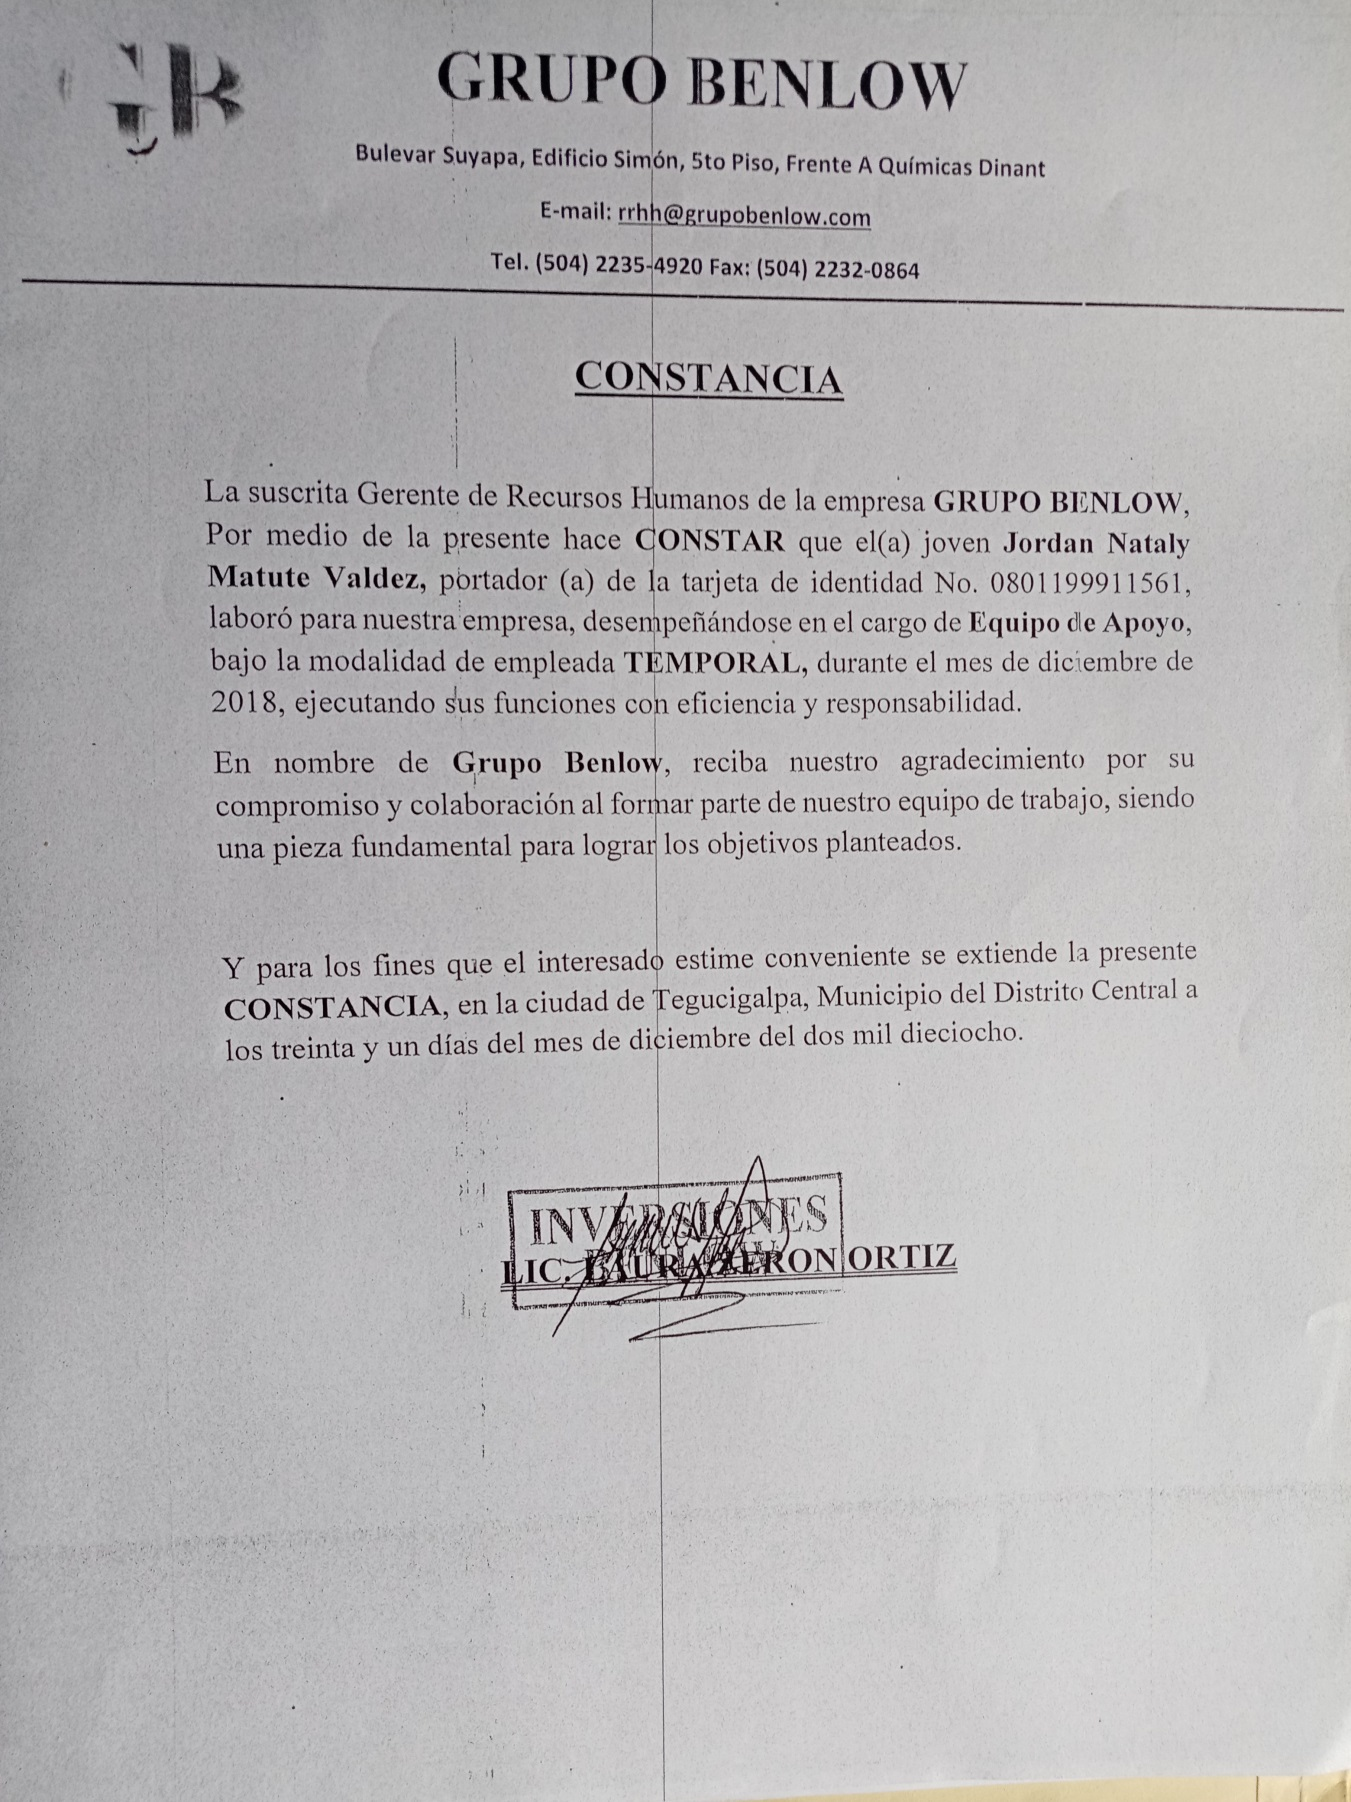 GRUPO BENLOW
Bulevar Suyapa, Edificio Simón, 5to Piso, Frente A Químicas Dinant
E-mail: rrhh@grupobenlow.com
Tel. (504) 2235-4920 Fax: (504) 2232-0864
CONSTANCIA
La suscrita Gerente de Recursos Humanos de la empresa GRUPO BENLOW,
Por medio de la presente hace CONSTAR que el(a) joven Jordan Nataly
Matute Valdez, portador (a) de la tarjeta de identidad No. 0801199911561,
laboró para nuestra empresa, desempeñándose en el cargo de Equipo de Apoyo,
bajo la modalidad de empleada TEMPORAL, durante el mes de diciembre de
2018, ejecutando sus funciones con eficiencia y responsabilidad.
En nombre de Grupo Benlow, reciba nuestro agradecimiento por su
compromiso y colaboración al formar parte de nuestro equipo de trabajo, siendo
una pieza fundamental para lograr los objetivos planteados.
Y para los fines que el interesado estime conveniente se extiende la presente
CONSTANCIA, en la ciudad de Tegucigalpa, Municipio del Distrito Central a
los treinta y un días del mes de diciembre del dos mil dieciocho.
INVERSIONES
LIC. LAURA ORTIZ